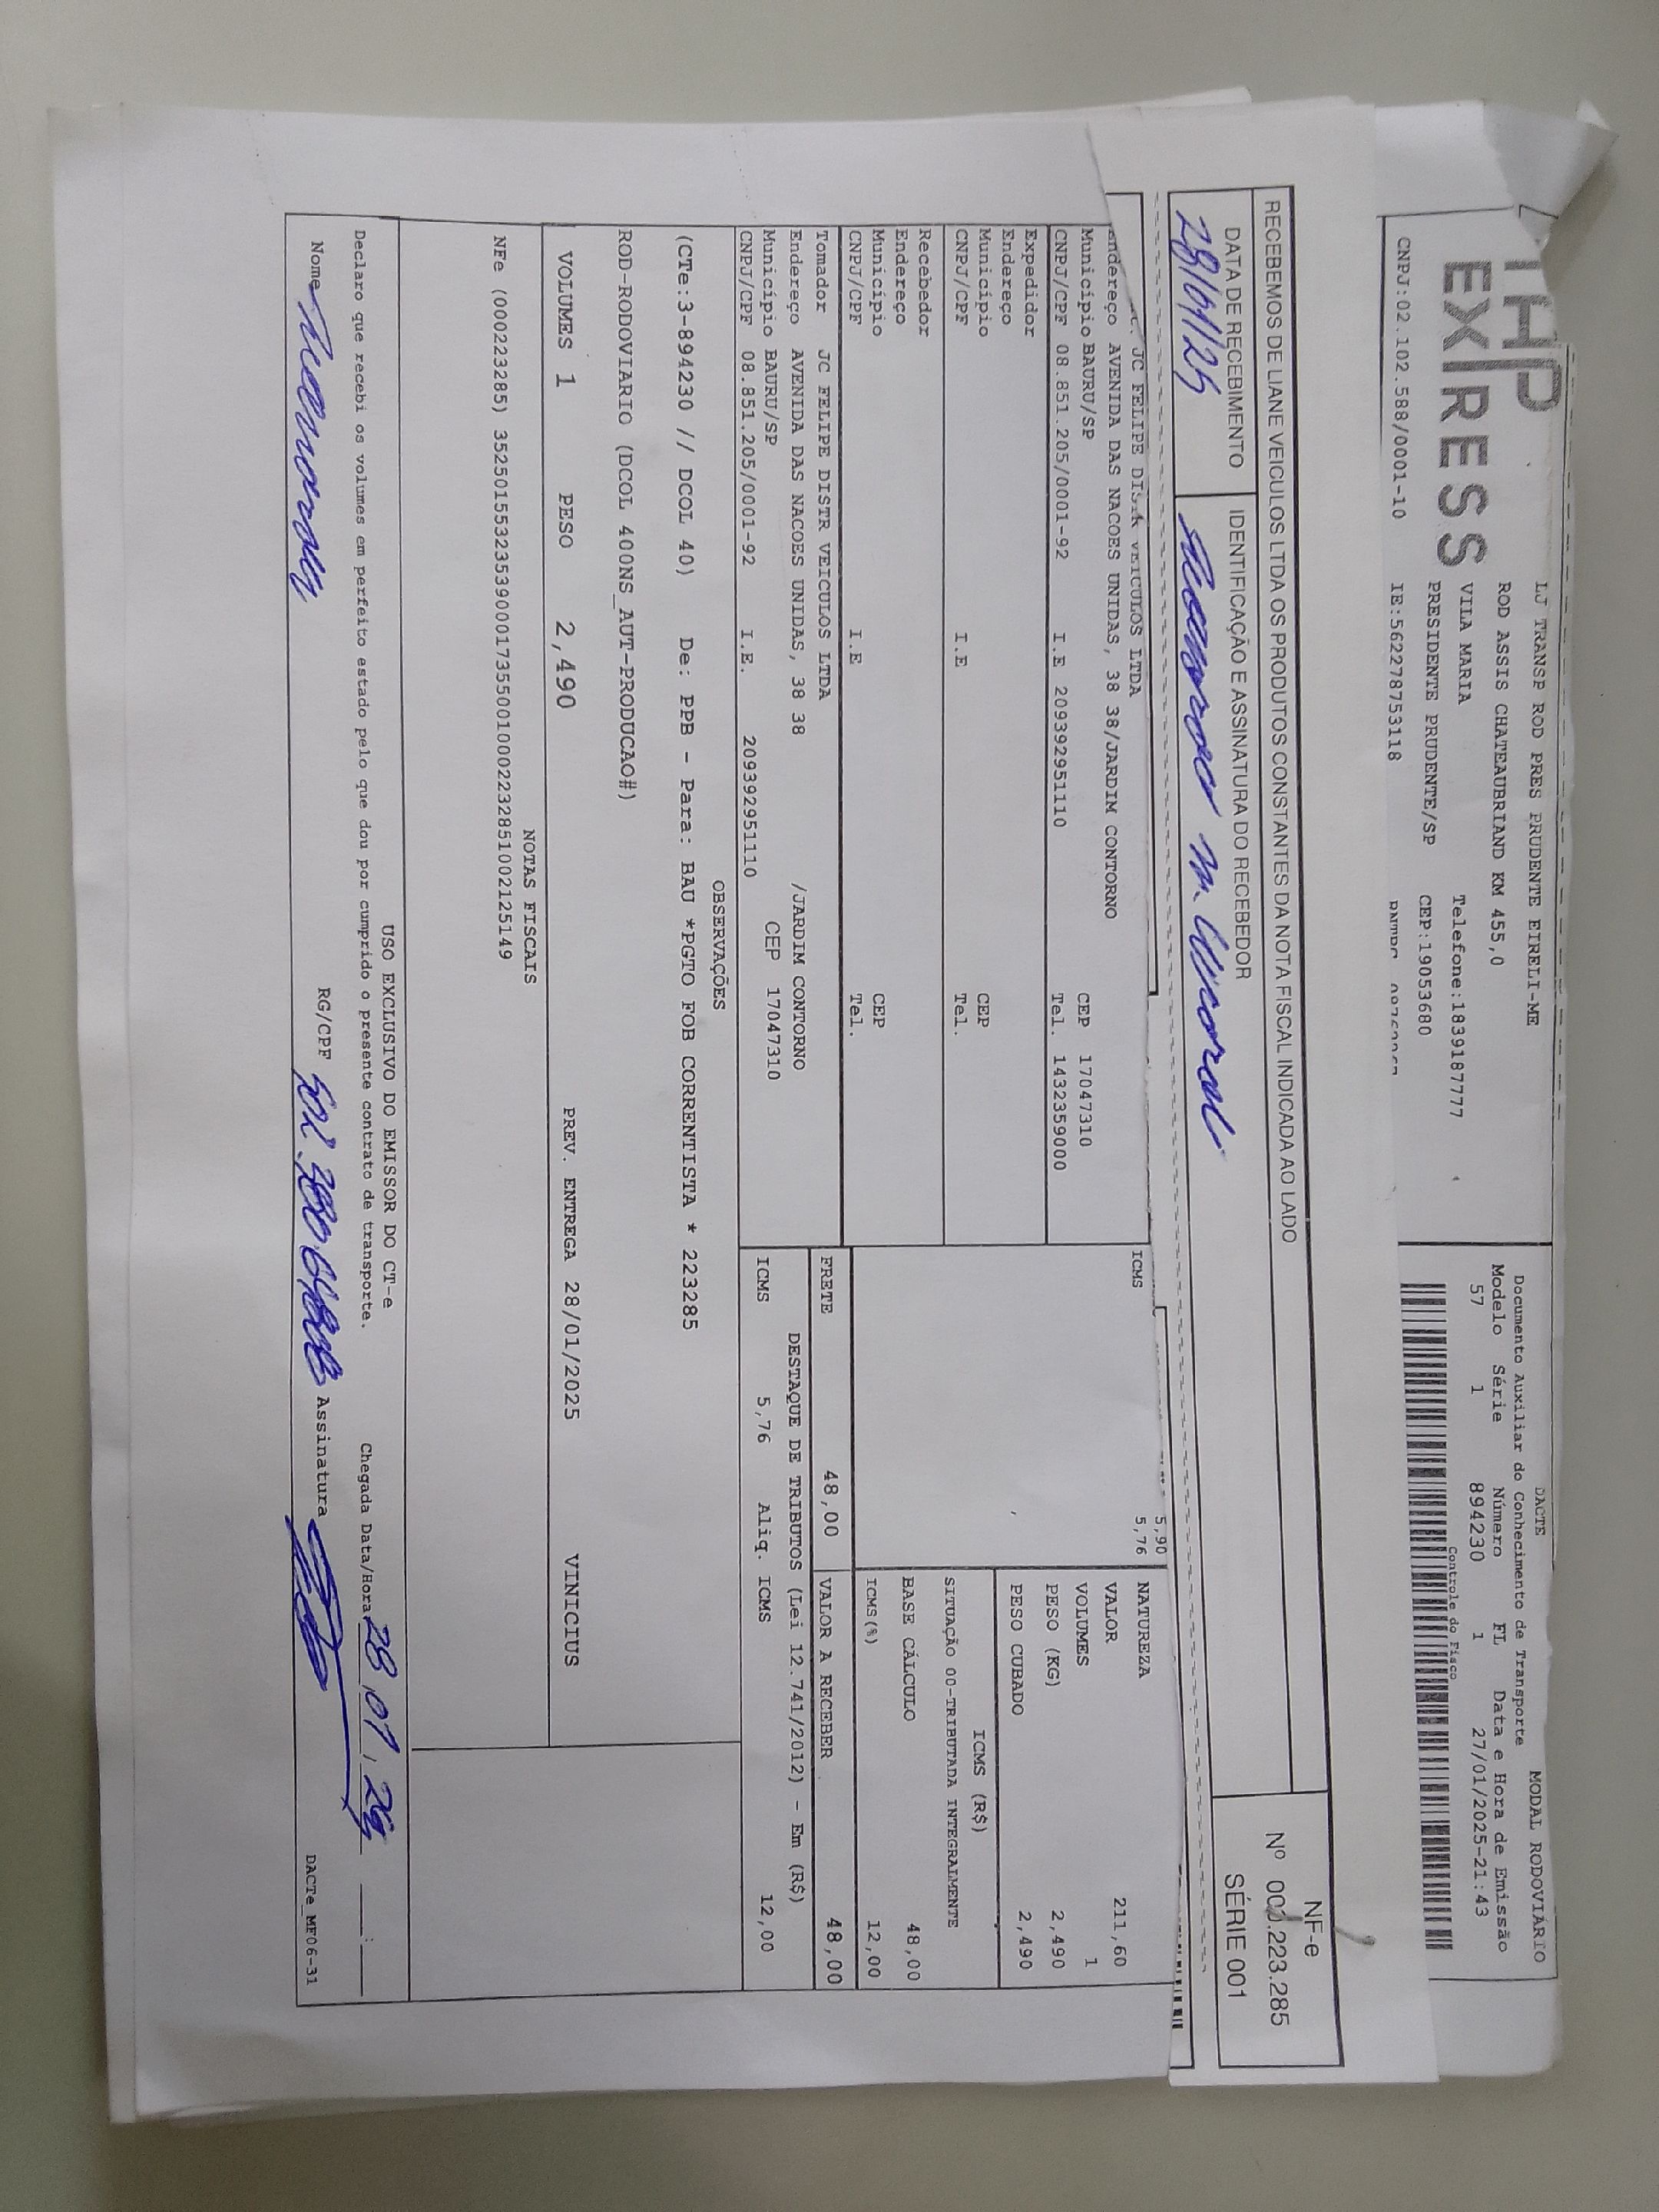 THP
EXPRESS
CNPJ:02.102.588/0001-10
LJ TRANSP ROD PRES PRUDENTE EIRELI-ME
ROD ASSIS CHATEAUBRIAND KM 455,0
VILA MARIA Telefone:1839187777
PRESIDENTE PRUDENTE/SP CEP:19053680
IE:562278753118
DACTE MODAL RODOVIÁRIO
Documento Auxiliar do Conhecimento de Transporte
Modelo Série Número FL Data e Hora de Emissão
57 1 894230 1 27/01/2025-21:43
Controle do Fisco
RECEBEMOS DE LIANE VEICULOS LTDA OS PRODUTOS CONSTANTES DA NOTA FISCAL INDICADA AO LADO
DATA DE RECEBIMENTO IDENTIFICAÇÃO E ASSINATURA DO RECEBEDOR
28/01/25
NF-e
Nº 000.223.285
SÉRIE 001
JC FELIPE DISTR VEICULOS LTDA
Endereço AVENIDA DAS NACOES UNIDAS, 38 38/JARDIM CONTORNO
Município BAURU/SP CEP 17047310
CNPJ/CPF 08.851.205/0001-92 I.E 209392951110 Tel. 1432359000
Expedidor
Endereço
Município CEP
CNPJ/CPF I.E Tel.
Recebedor
Endereço
Município CEP
CNPJ/CPF I.E Tel.
5,90
ICMS 5,76
NATUREZA
VALOR 211,60
VOLUMES 1
PESO (KG) 2,490
PESO CUBADO 2,490
ICMS (R$)
SITUAÇÃO 00-TRIBUTADA INTEGRALMENTE
BASE CÁLCULO 48,00
ICMS(%) 12,00
Tomador JC FELIPE DISTR VEICULOS LTDA
Endereço AVENIDA DAS NACOES UNIDAS, 38 38 /JARDIM CONTORNO
Município BAURU/SP CEP 17047310
CNPJ/CPF 08.851.205/0001-92 I.E. 209392951110
FRETE 48,00 VALOR A RECEBER 48,00
DESTAQUE DE TRIBUTOS (Lei 12.741/2012) - Em (R$)
ICMS 5,76 Aliq. ICMS 12,00
OBSERVAÇÕES
(CTe:3-894230 // DCOL 40) De: PPB - Para: BAU *PGTO FOB CORRENTISTA * 223285
ROD-RODOVIARIO (DCOL 400NS_AUT-PRODUCAO#)
VOLUMES 1 PESO 2,490 PREV. ENTREGA 28/01/2025 VINICIUS
NOTAS FISCAIS
NFe (000223285) 35250155323539000173550010002232851002125149
USO EXCLUSIVO DO EMISSOR DO CT-e
Declaro que recebi os volumes em perfeito estado pelo que dou por cumprido o presente contrato de transporte. Chegada Data/Hora 28/01/25
Nome RG/CPF Assinatura DACTe_MF06-31